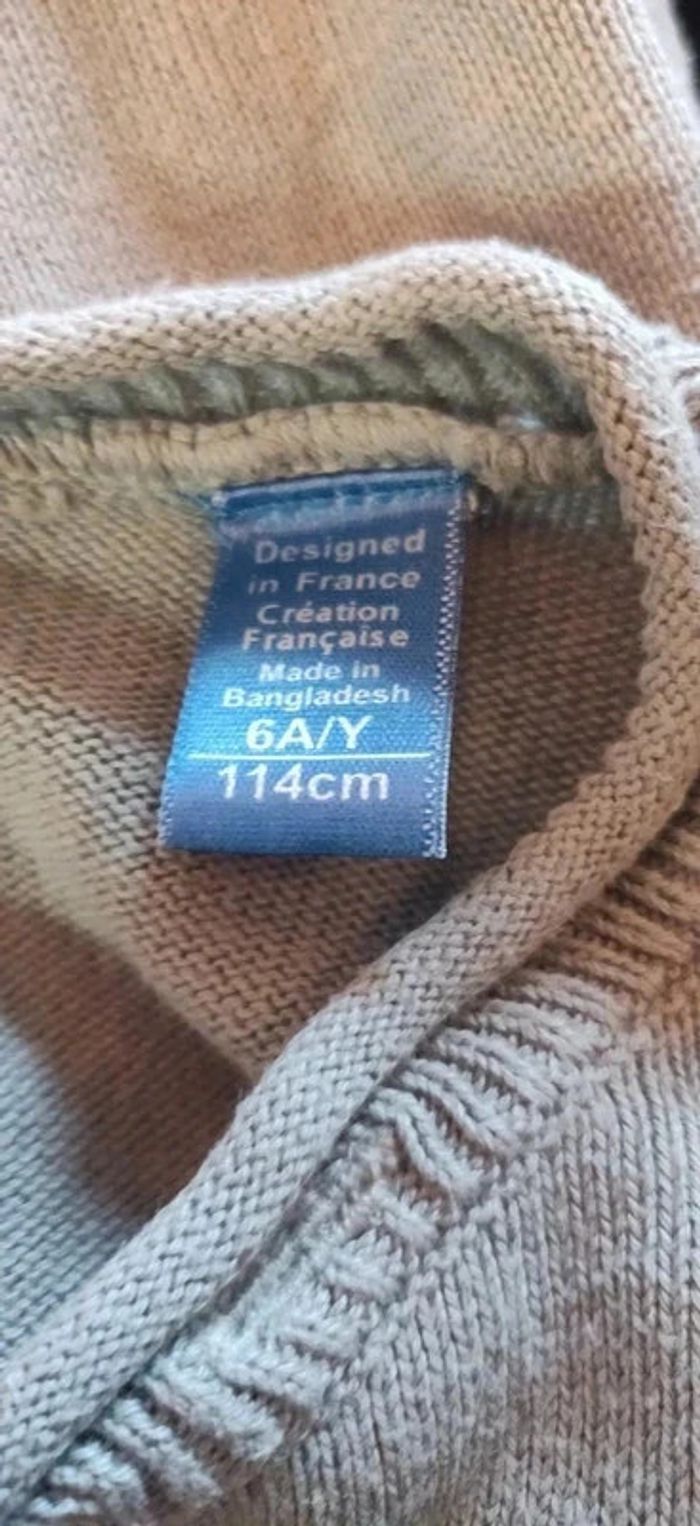 Designed
in France
Création
Française
Made in
Bangladesh
6A/Y
114cm